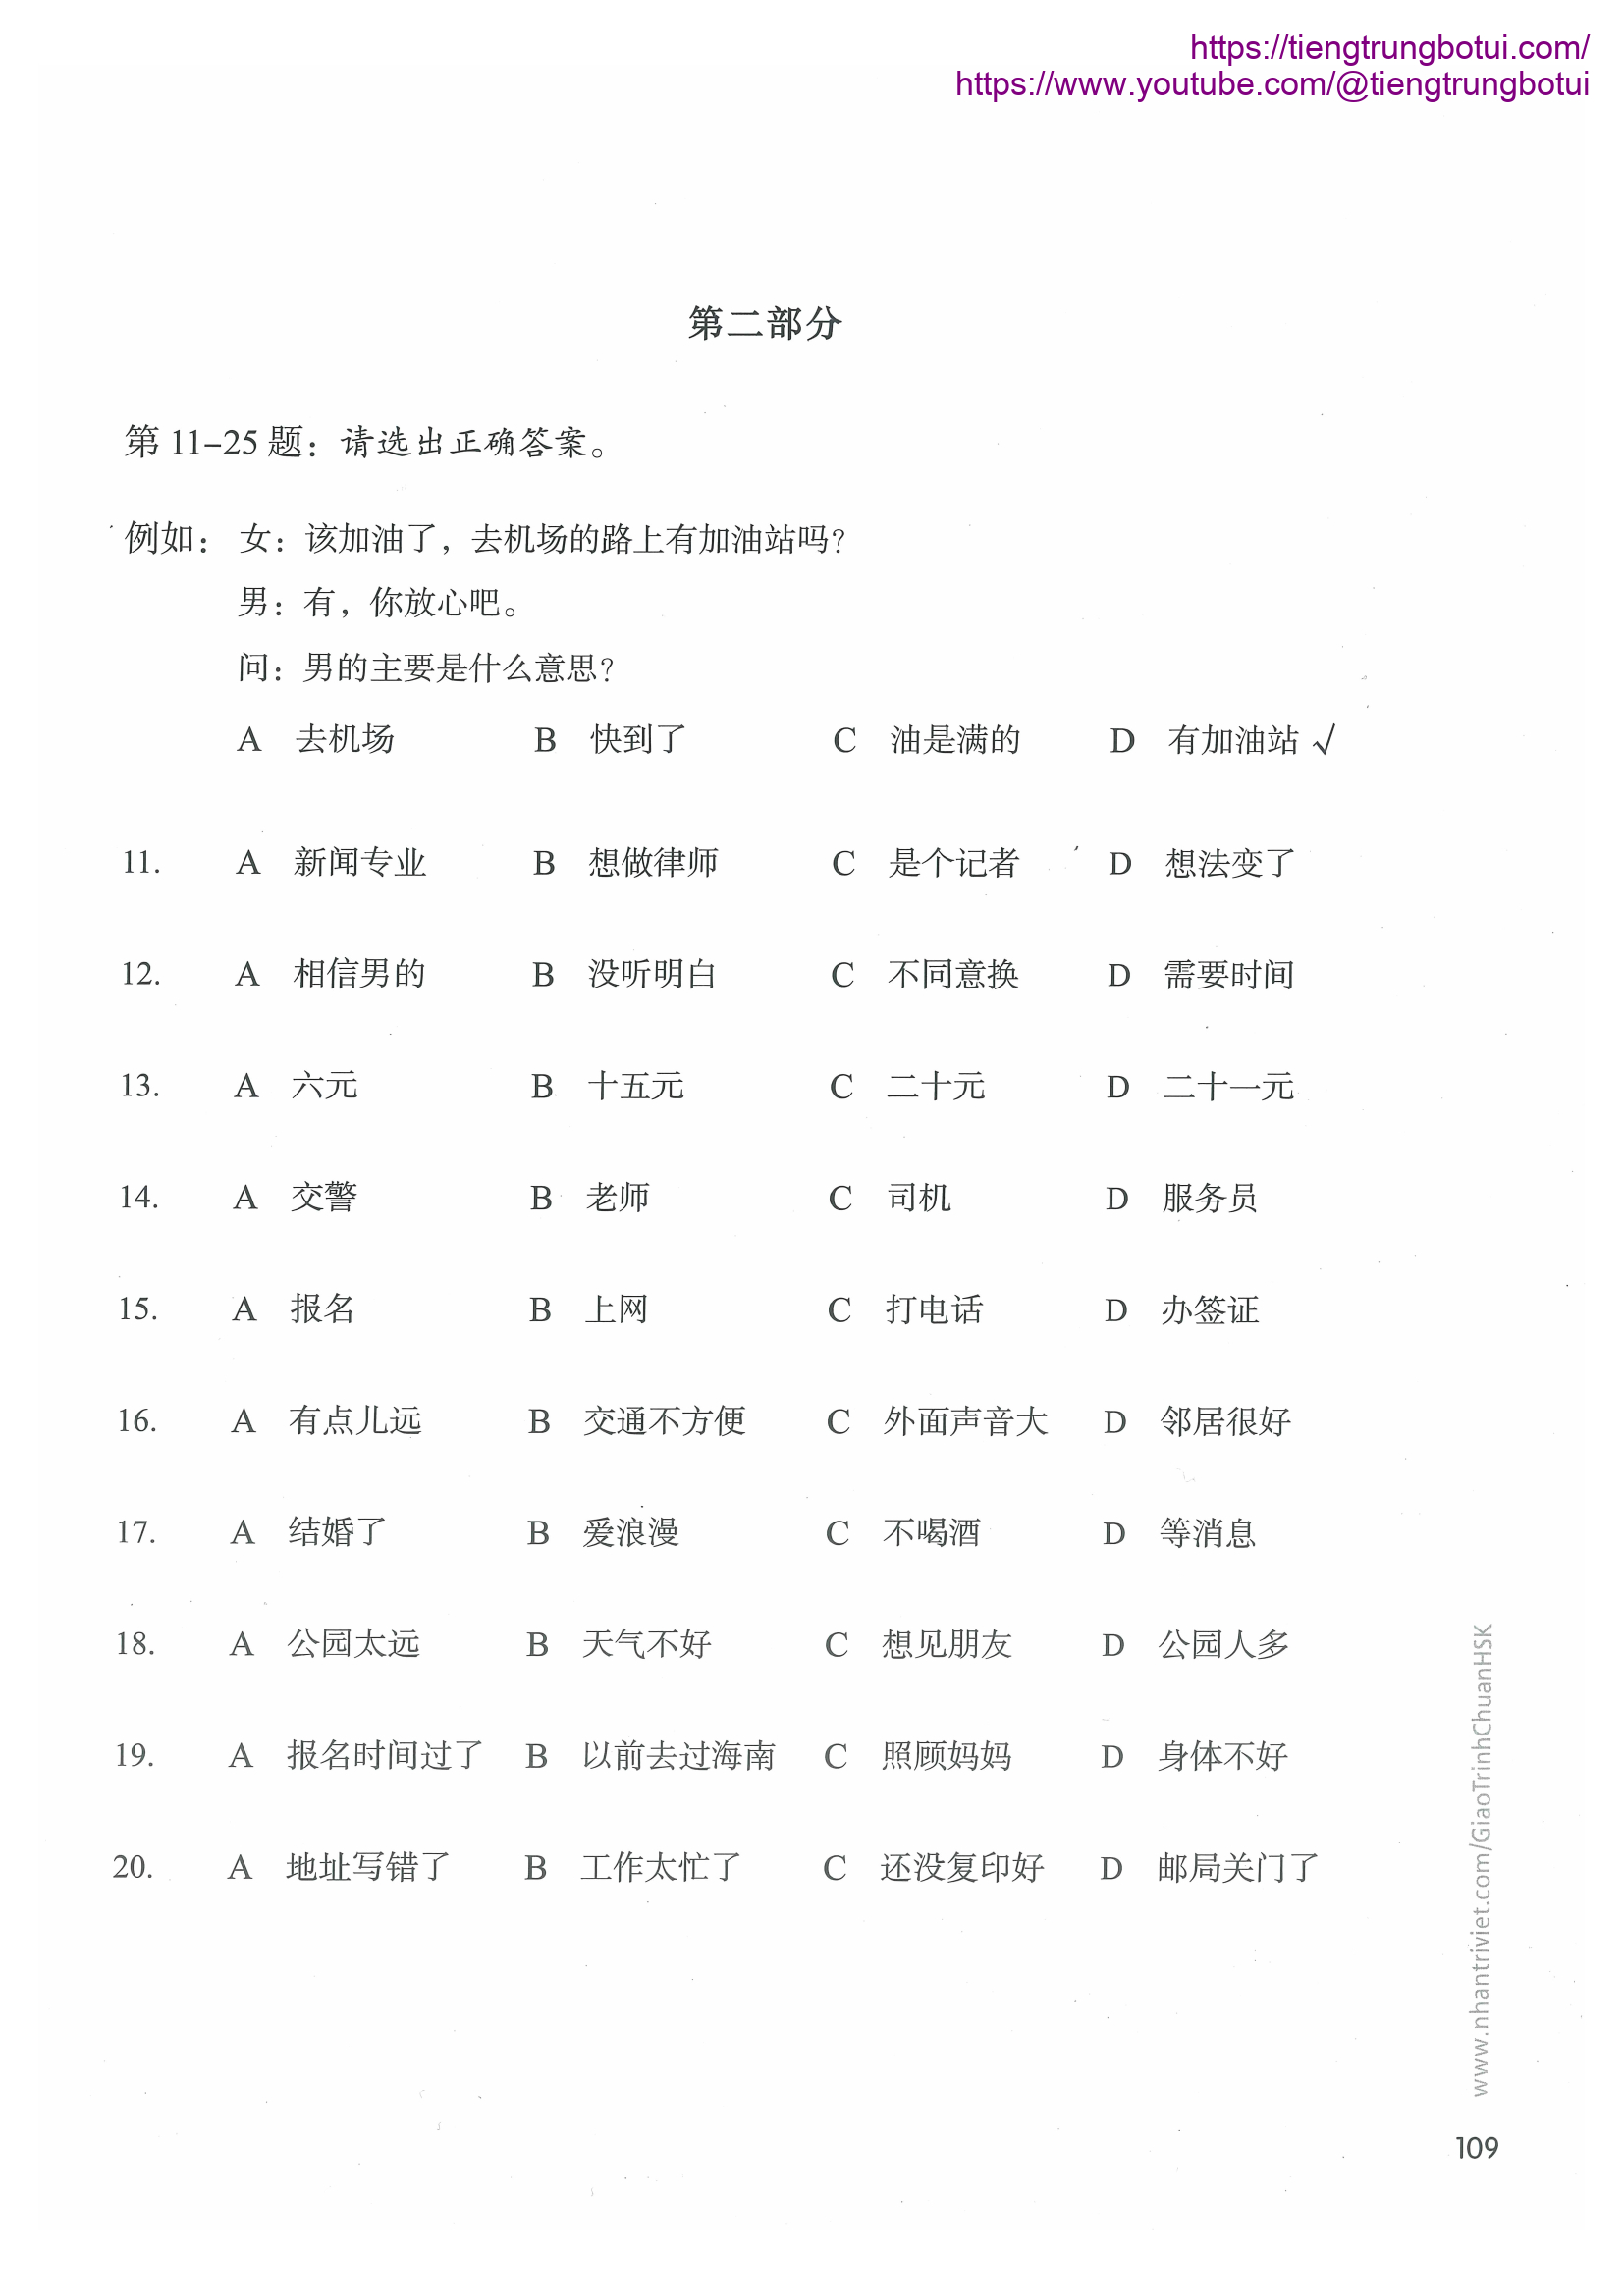 https://tiengtrungbotui.com/
https://www.youtube.com/@tiengtrungbotui
第二部分
第 11–25 题：请选出正确答案。
例如：女：该加油了，去机场的路上有加油站吗？
男：有，你放心吧。
问：男的主要是什么意思？
A 去机场 B 快到了 C 油是满的 D 有加油站 √
11. A 新闻专业 B 想做律师 C 是个记者 D 想法变了
12. A 相信男的 B 没听明白 C 不同意换 D 需要时间
13. A 六元 B 十五元 C 二十元 D 二十一元
14. A 交警 B 老师 C 司机 D 服务员
15. A 报名 B 上网 C 打电话 D 办签证
16. A 有点儿远 B 交通不方便 C 外面声音大 D 邻居很好
17. A 结婚了 B 爱浪漫 C 不喝酒 D 等消息
18. A 公园太远 B 天气不好 C 想见朋友 D 公园人多
19. A 报名时间过了 B 以前去过海南 C 照顾妈妈 D 身体不好
20. A 地址写错了 B 工作太忙了 C 还没复印好 D 邮局关门了
www.nhantriviet.com/GiaoTrinhChuanHSK
109